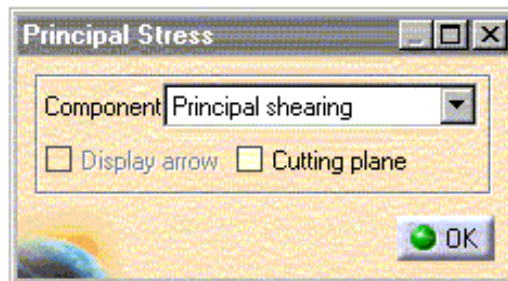 Principal Stress
Component Principal shearing
Display arrow Cutting plane
OK